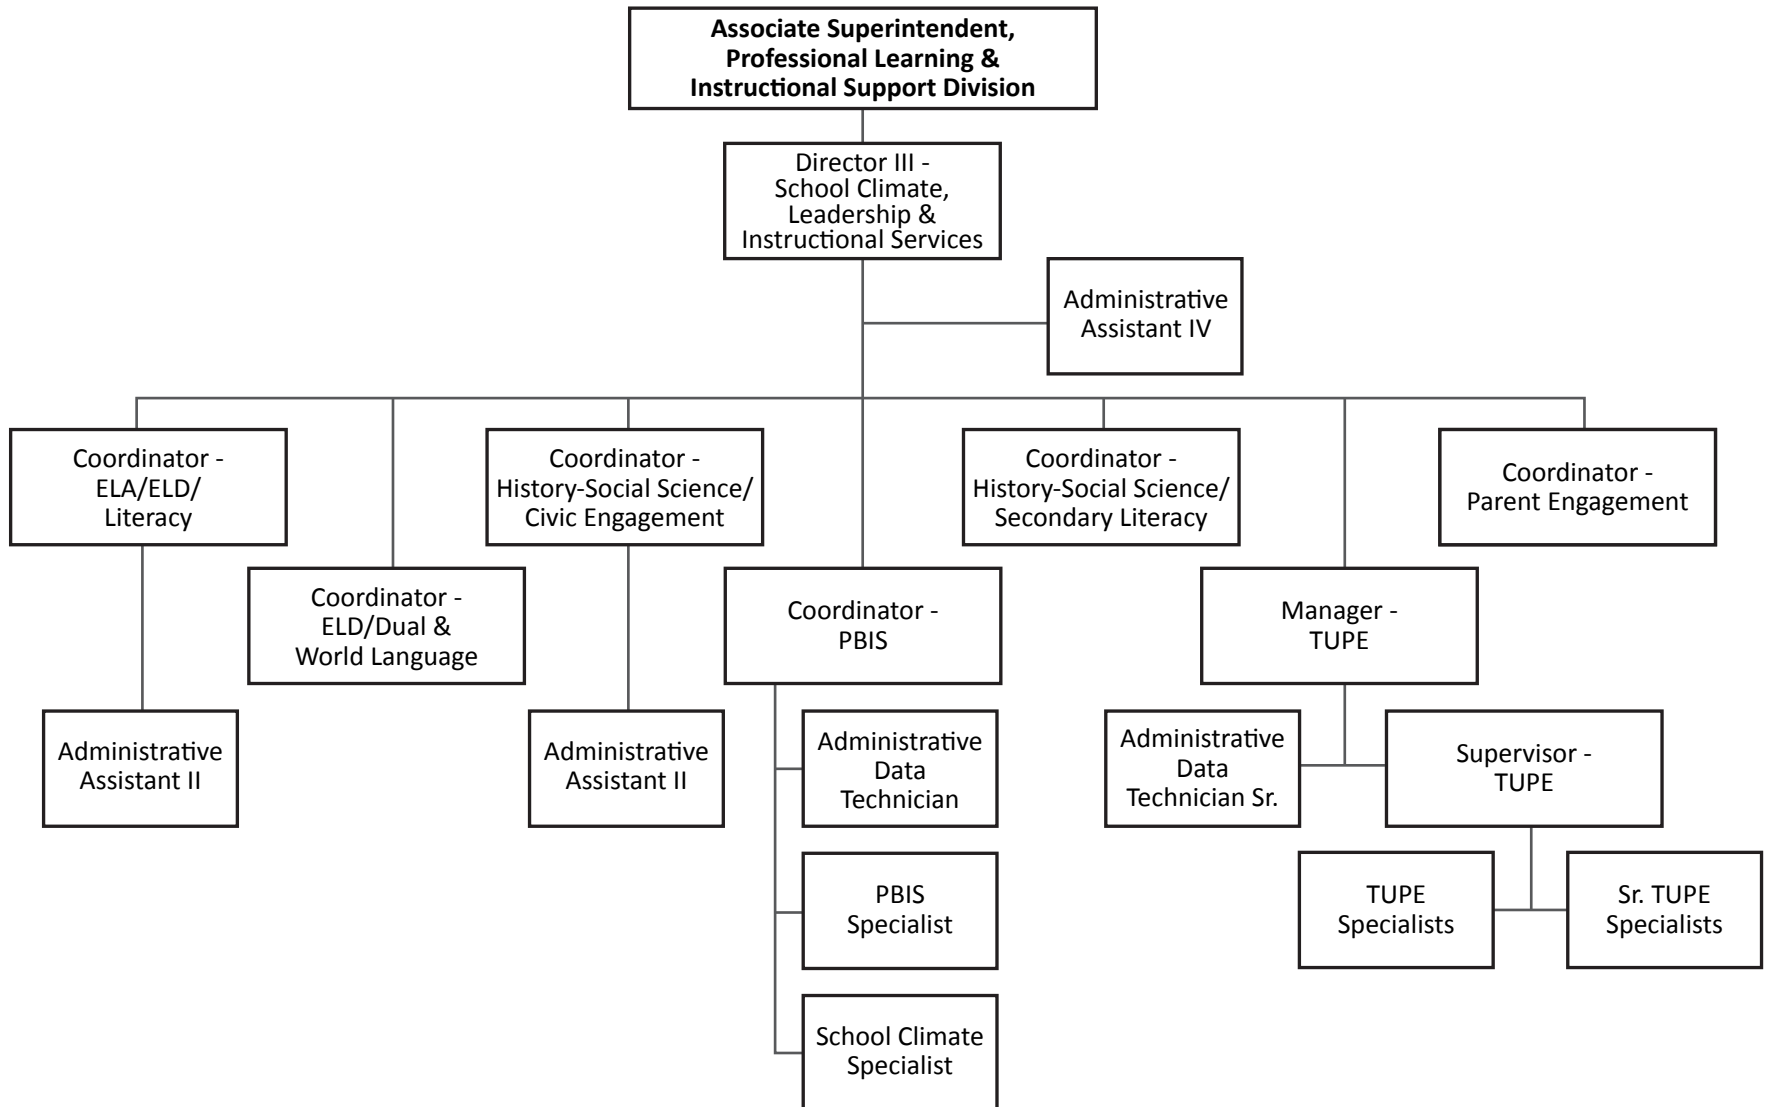 Associate Superintendent,
Professional Learning &
Instructional Support Division
Director III -
School Climate,
Leadership &
Instructional Services
Administrative
Assistant IV
Coordinator -
ELA/ELD/
Literacy
Coordinator -
History-Social Science/
Civic Engagement
Coordinator -
History-Social Science/
Secondary Literacy
Coordinator -
Parent Engagement
Coordinator -
ELD/Dual &
World Language
Coordinator -
PBIS
Manager -
TUPE
Administrative
Assistant II
Administrative
Assistant II
Administrative
Data
Technician
Administrative
Data
Technician Sr.
Supervisor -
TUPE
PBIS
Specialist
TUPE
Specialists
Sr. TUPE
Specialists
School Climate
Specialist